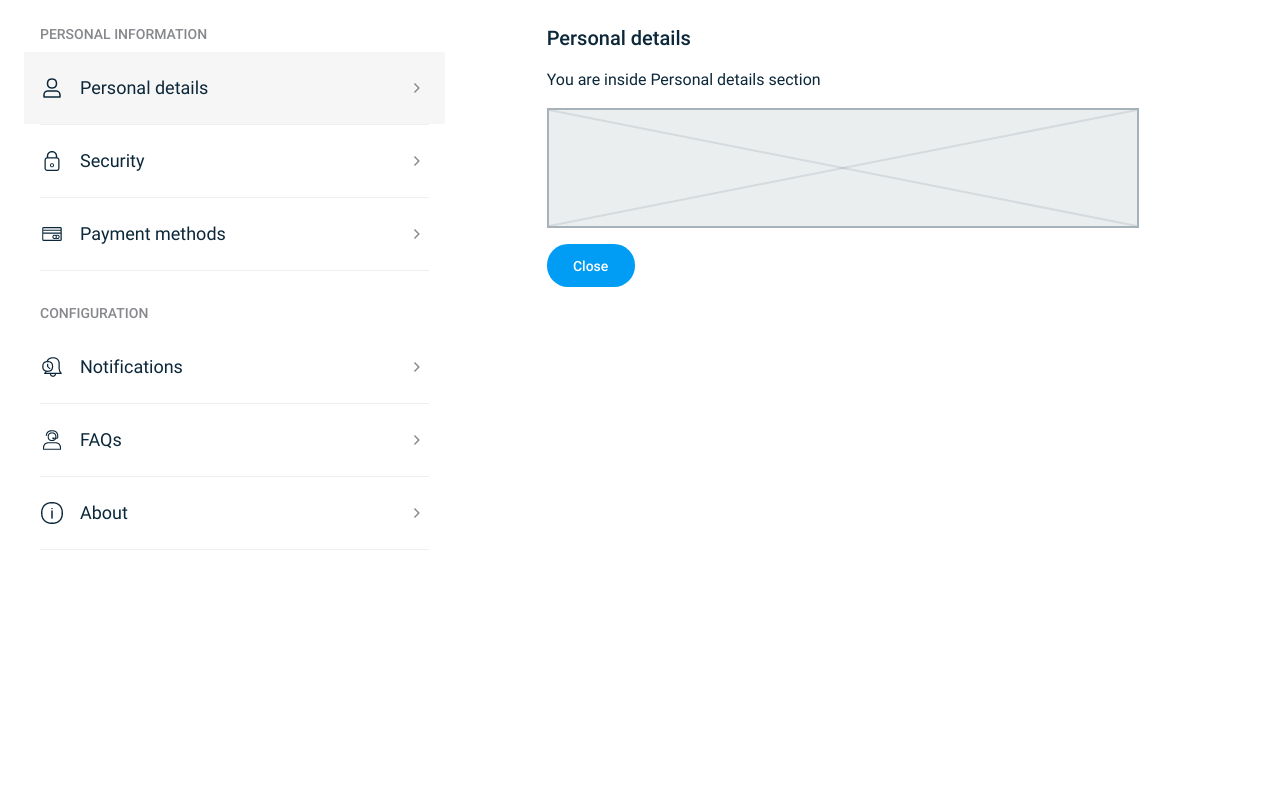 PERSONAL INFORMATION
Personal details
Security
Payment methods
CONFIGURATION
Notifications
FAQs
About
Personal details
You are inside Personal details section
Close